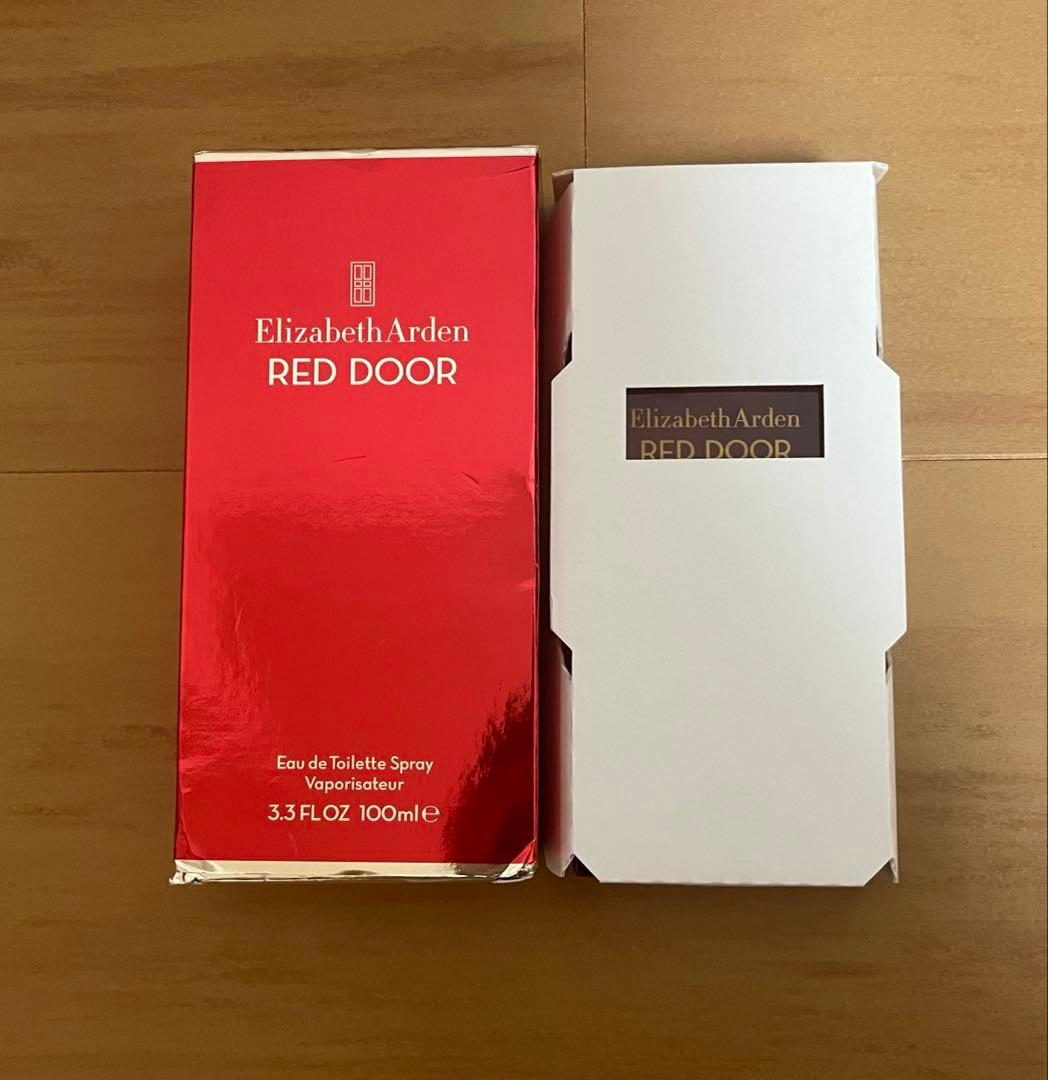 Elizabeth Arden
RED DOOR
Eau de Toilette Spray
Vaporisateur
3.3 FL OZ 100ml℮
Elizabeth Arden
RED DOOR